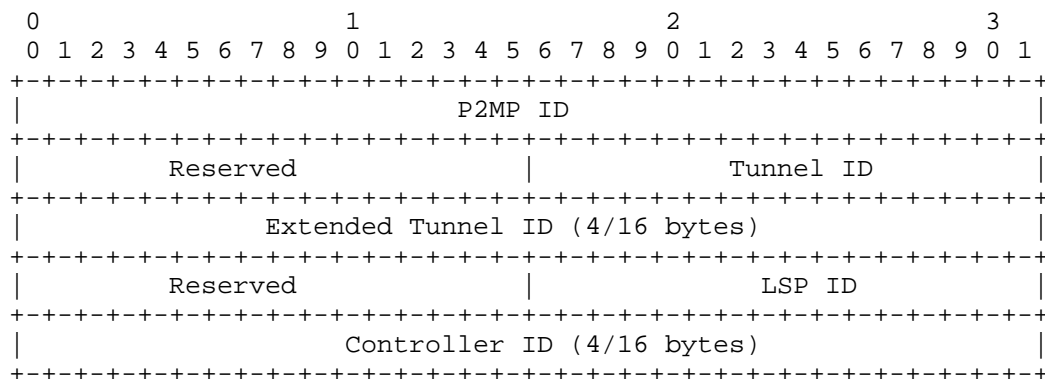 0                   1                   2                   3
 0 1 2 3 4 5 6 7 8 9 0 1 2 3 4 5 6 7 8 9 0 1 2 3 4 5 6 7 8 9 0 1
+-+-+-+-+-+-+-+-+-+-+-+-+-+-+-+-+-+-+-+-+-+-+-+-+-+-+-+-+-+-+-+-+
|                           P2MP ID                             |
+-+-+-+-+-+-+-+-+-+-+-+-+-+-+-+-+-+-+-+-+-+-+-+-+-+-+-+-+-+-+-+-+
|         Reserved              |            Tunnel ID          |
+-+-+-+-+-+-+-+-+-+-+-+-+-+-+-+-+-+-+-+-+-+-+-+-+-+-+-+-+-+-+-+-+
|               Extended Tunnel ID (4/16 bytes)                 |
+-+-+-+-+-+-+-+-+-+-+-+-+-+-+-+-+-+-+-+-+-+-+-+-+-+-+-+-+-+-+-+-+
|         Reserved              |              LSP ID           |
+-+-+-+-+-+-+-+-+-+-+-+-+-+-+-+-+-+-+-+-+-+-+-+-+-+-+-+-+-+-+-+-+
|                    Controller ID (4/16 bytes)                 |
+-+-+-+-+-+-+-+-+-+-+-+-+-+-+-+-+-+-+-+-+-+-+-+-+-+-+-+-+-+-+-+-+